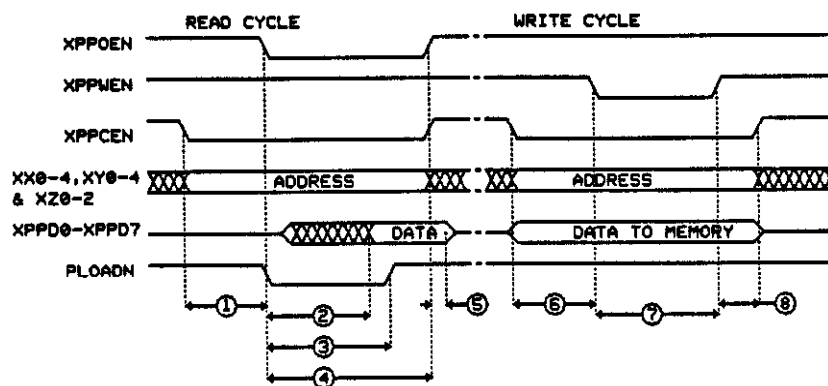 READ CYCLE WRITE CYCLE
XPPOEN
XPPWEN
XPPCEN
XX0-4,XY0-4 ADDRESS ADDRESS
& XZ0-2
XPPD0-XPPD7 DATA DATA TO MEMORY
PLOADN
① ② ⑤ ⑥ ⑦ ⑧
③
④